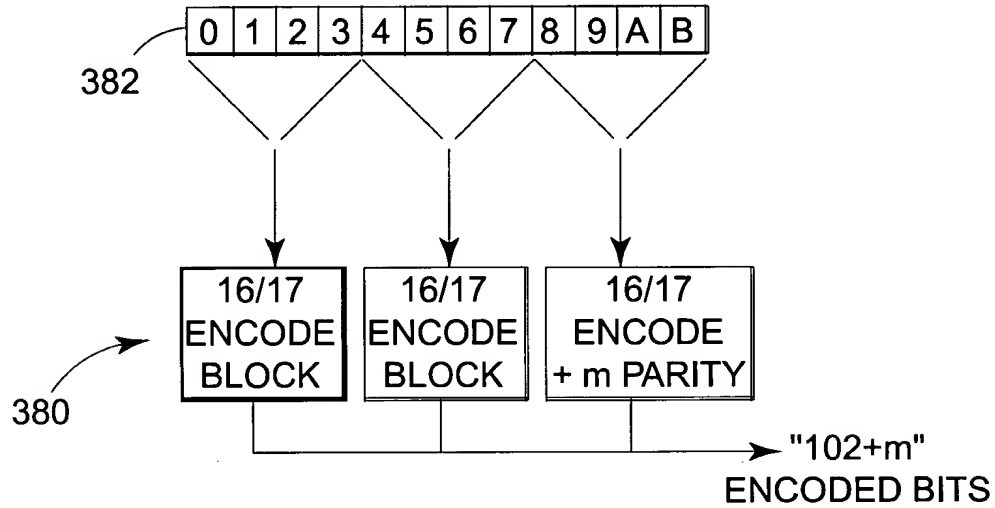 0 1 2 3 4 5 6 7 8 9 A B
382
16/17
ENCODE
BLOCK
16/17
ENCODE
BLOCK
16/17
ENCODE
+ m PARITY
380
"102+m"
ENCODED BITS